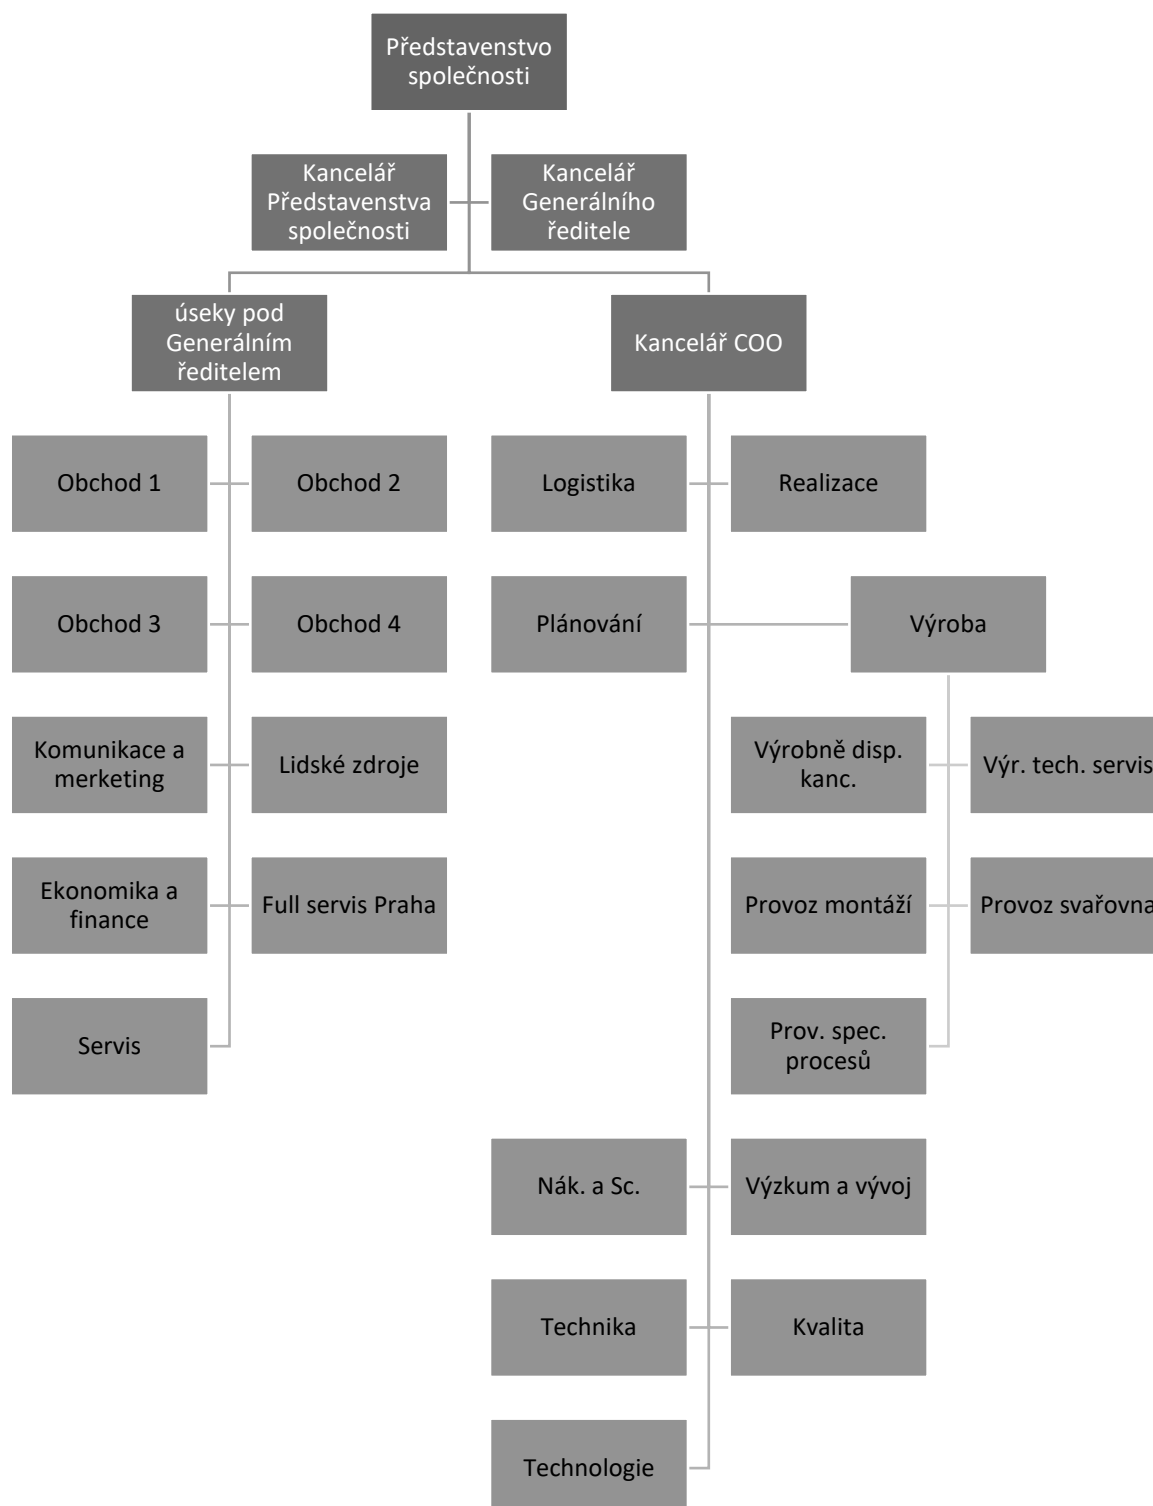 Představenstvo
společnosti
Kancelář
Představenstva
společnosti
Kancelář
Generálního
ředitele
úseky pod
Generálním
ředitelem
Kancelář COO
Obchod 1
Obchod 2
Logistika
Realizace
Obchod 3
Obchod 4
Plánování
Výroba
Komunikace a
merketing
Lidské zdroje
Výrobně disp.
kanc.
Výr. tech. servis
Ekonomika a
finance
Full servis Praha
Provoz montáží
Provoz svařovna
Servis
Prov. spec.
procesů
Nák. a Sc.
Výzkum a vývoj
Technika
Kvalita
Technologie